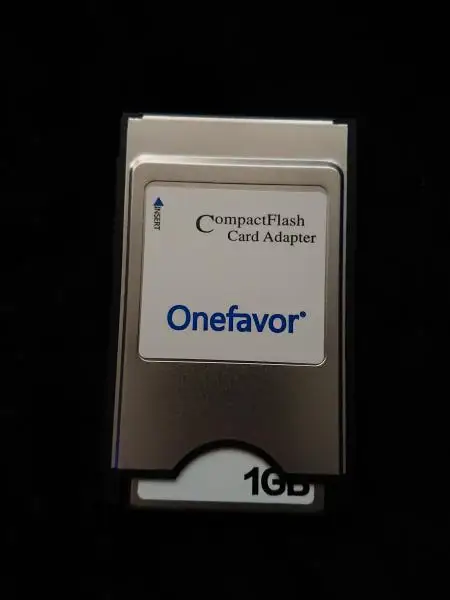 INSERT
CompactFlash
Card Adapter
Onefavor
1GB